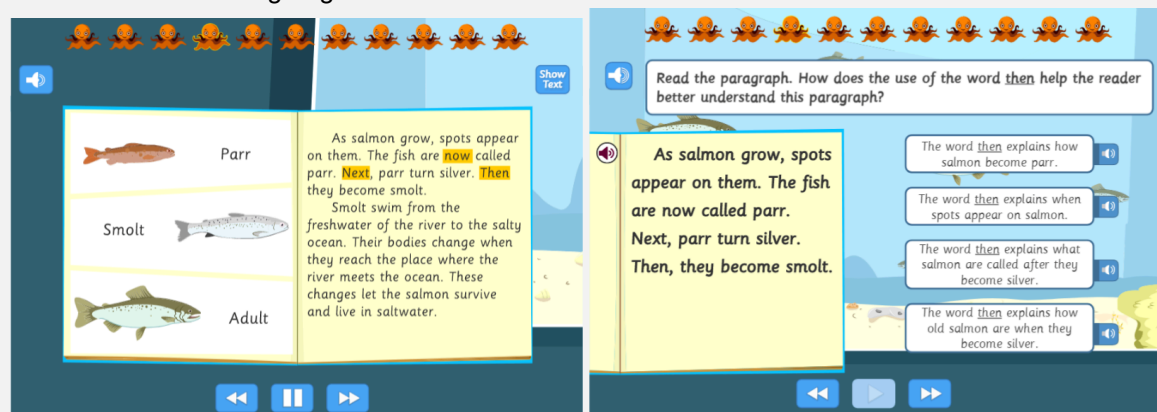 Show
Text
Parr
Smolt
Adult
As salmon grow, spots appear
on them. The fish are now called
parr. Next, parr turn silver. Then
they become smolt.
Smolt swim from the
freshwater of the river to the salty
ocean. Their bodies change when
they reach the place where the
river meets the ocean. These
changes let the salmon survive
and live in saltwater.
Read the paragraph. How does the use of the word then help the reader
better understand this paragraph?
As salmon grow, spots
appear on them. The fish
are now called parr.
Next, parr turn silver.
Then, they become smolt.
The word then explains how
salmon become parr.
The word then explains when
spots appear on salmon.
The word then explains what
salmon are called after they
become silver.
The word then explains how
old salmon are when they
become silver.